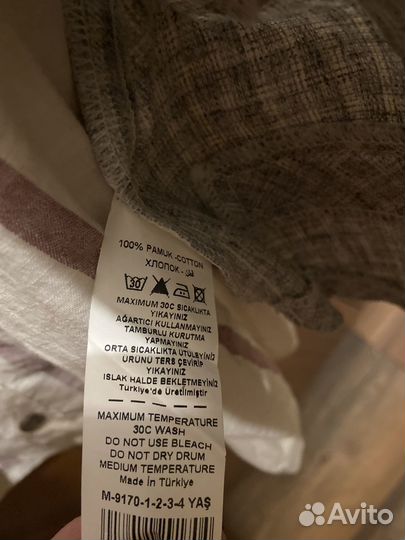 100% PAMUK -COTTON
ХЛОПОК - قطن
30
MAXIMUM 30C SICAKLIKTA
YIKAYINIZ
AĞARTICI KULLANMAYINIZ
TAMBURLU KURUTMA
YAPMAYINIZ
ORTA SICAKLIKTA ÜTÜLEYİNİZ
ÜRÜNÜ TERS ÇEVİRİP
YIKAYINIZ
ISLAK HALDE BEKLETMEYİNİZ
Türkiye'de Üretilmiştir
MAXIMUM TEMPERATURE
30C WASH
DO NOT USE BLEACH
DO NOT DRY DRUM
MEDIUM TEMPERATURE
Made İn Türkiye
M-9170-1-2-3-4 YAŞ
Avito